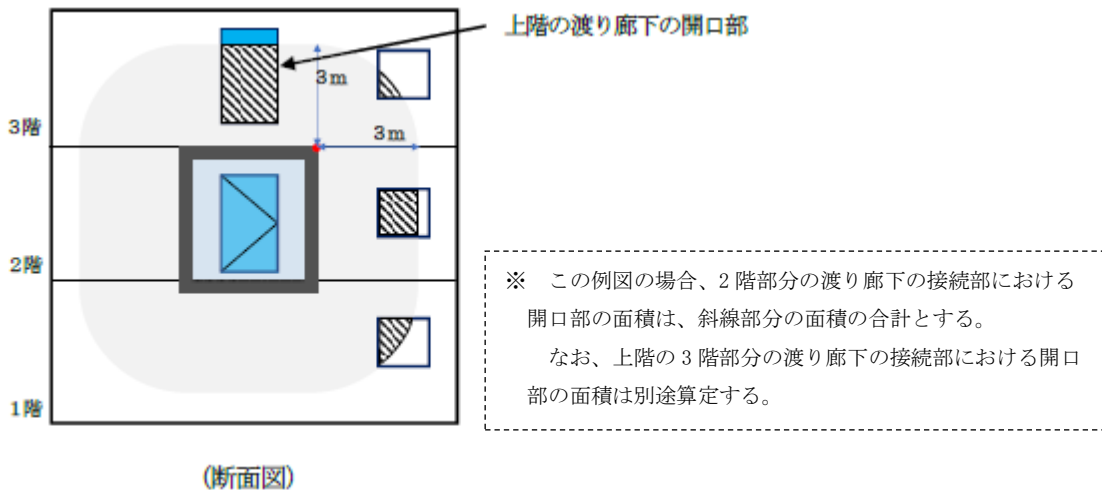 上階の渡り廊下の開口部
3m
3階
3m
2階
※　この例図の場合、2 階部分の渡り廊下の接続部における
開口部の面積は、斜線部分の面積の合計とする。
なお、上階の 3 階部分の渡り廊下の接続部における開口
部の面積は別途算定する。
1階
(断面図)